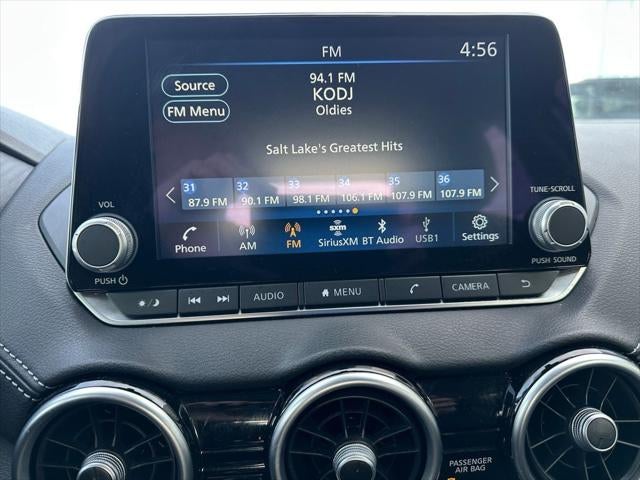 FM
4:56
94.1 FM
Source
KODJ
FM Menu
Oldies
Salt Lake's Greatest Hits
31 32 33 34 35 36
87.9 FM 90.1 FM 98.1 FM 106.1 FM 107.9 FM 107.9 FM
Phone AM FM sxm SiriusXM BT Audio USB1 Settings
VOL
TUNE-SCROLL
PUSH
PUSH SOUND
AUDIO MENU CAMERA
PASSENGER
AIR BAG